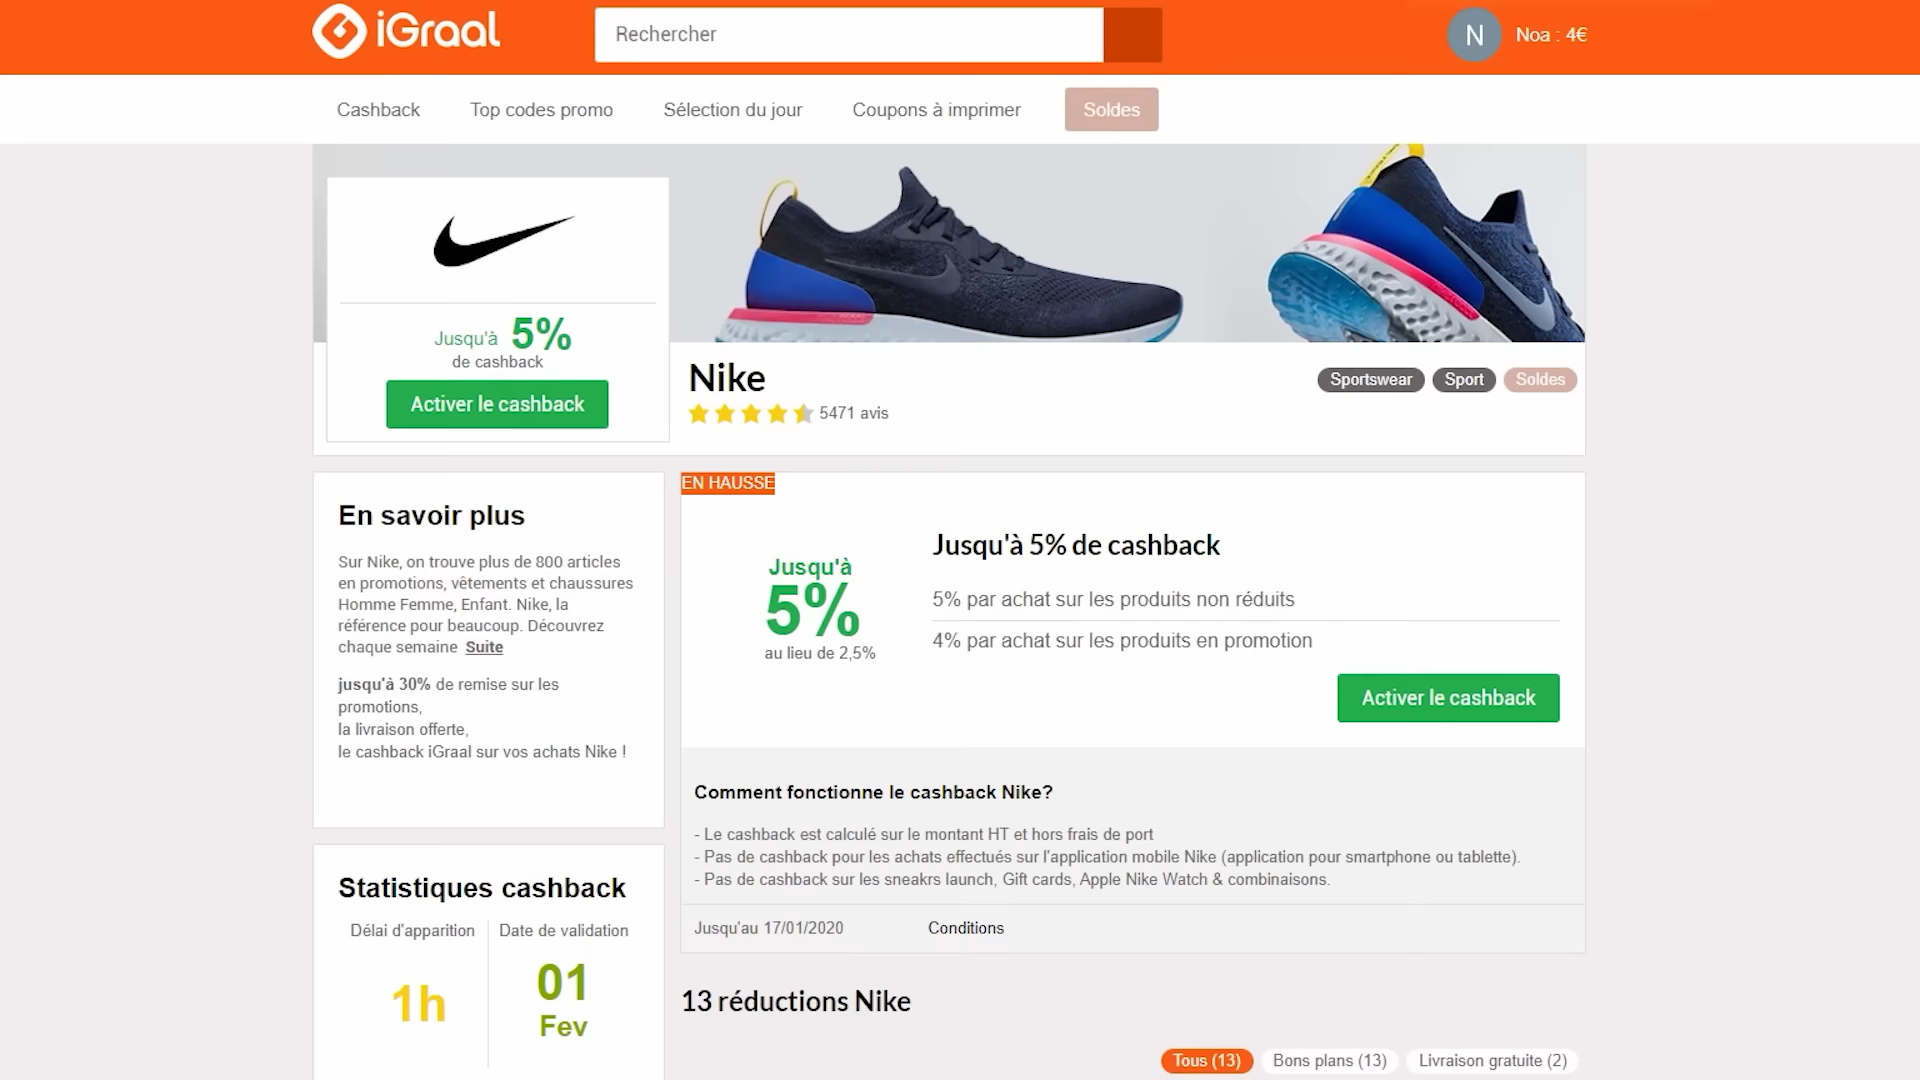 iGraal
Rechercher
N
Noa : 4€
Cashback
Top codes promo
Sélection du jour
Coupons à imprimer
Soldes
Jusqu'à 5%
de cashback
Activer le cashback
Nike
5471 avis
Sportswear
Sport
Soldes
En savoir plus
Sur Nike, on trouve plus de 800 articles
en promotions, vêtements et chaussures
Homme Femme, Enfant. Nike, la
référence pour beaucoup. Découvrez
chaque semaine Suite
jusqu'à 30% de remise sur les
promotions,
la livraison offerte,
le cashback iGraal sur vos achats Nike !
Statistiques cashback
Délai d'apparition
1h
Date de validation
01
Fev
EN HAUSSE
Jusqu'à
5%
au lieu de 2,5%
Jusqu'à 5% de cashback
5% par achat sur les produits non réduits
4% par achat sur les produits en promotion
Activer le cashback
Comment fonctionne le cashback Nike?
- Le cashback est calculé sur le montant HT et hors frais de port
- Pas de cashback pour les achats effectués sur l'application mobile Nike (application pour smartphone ou tablette).
- Pas de cashback sur les sneakrs launch, Gift cards, Apple Nike Watch & combinaisons.
Jusqu'au 17/01/2020
Conditions
13 réductions Nike
Tous (13)
Bons plans (13)
Livraison gratuite (2)